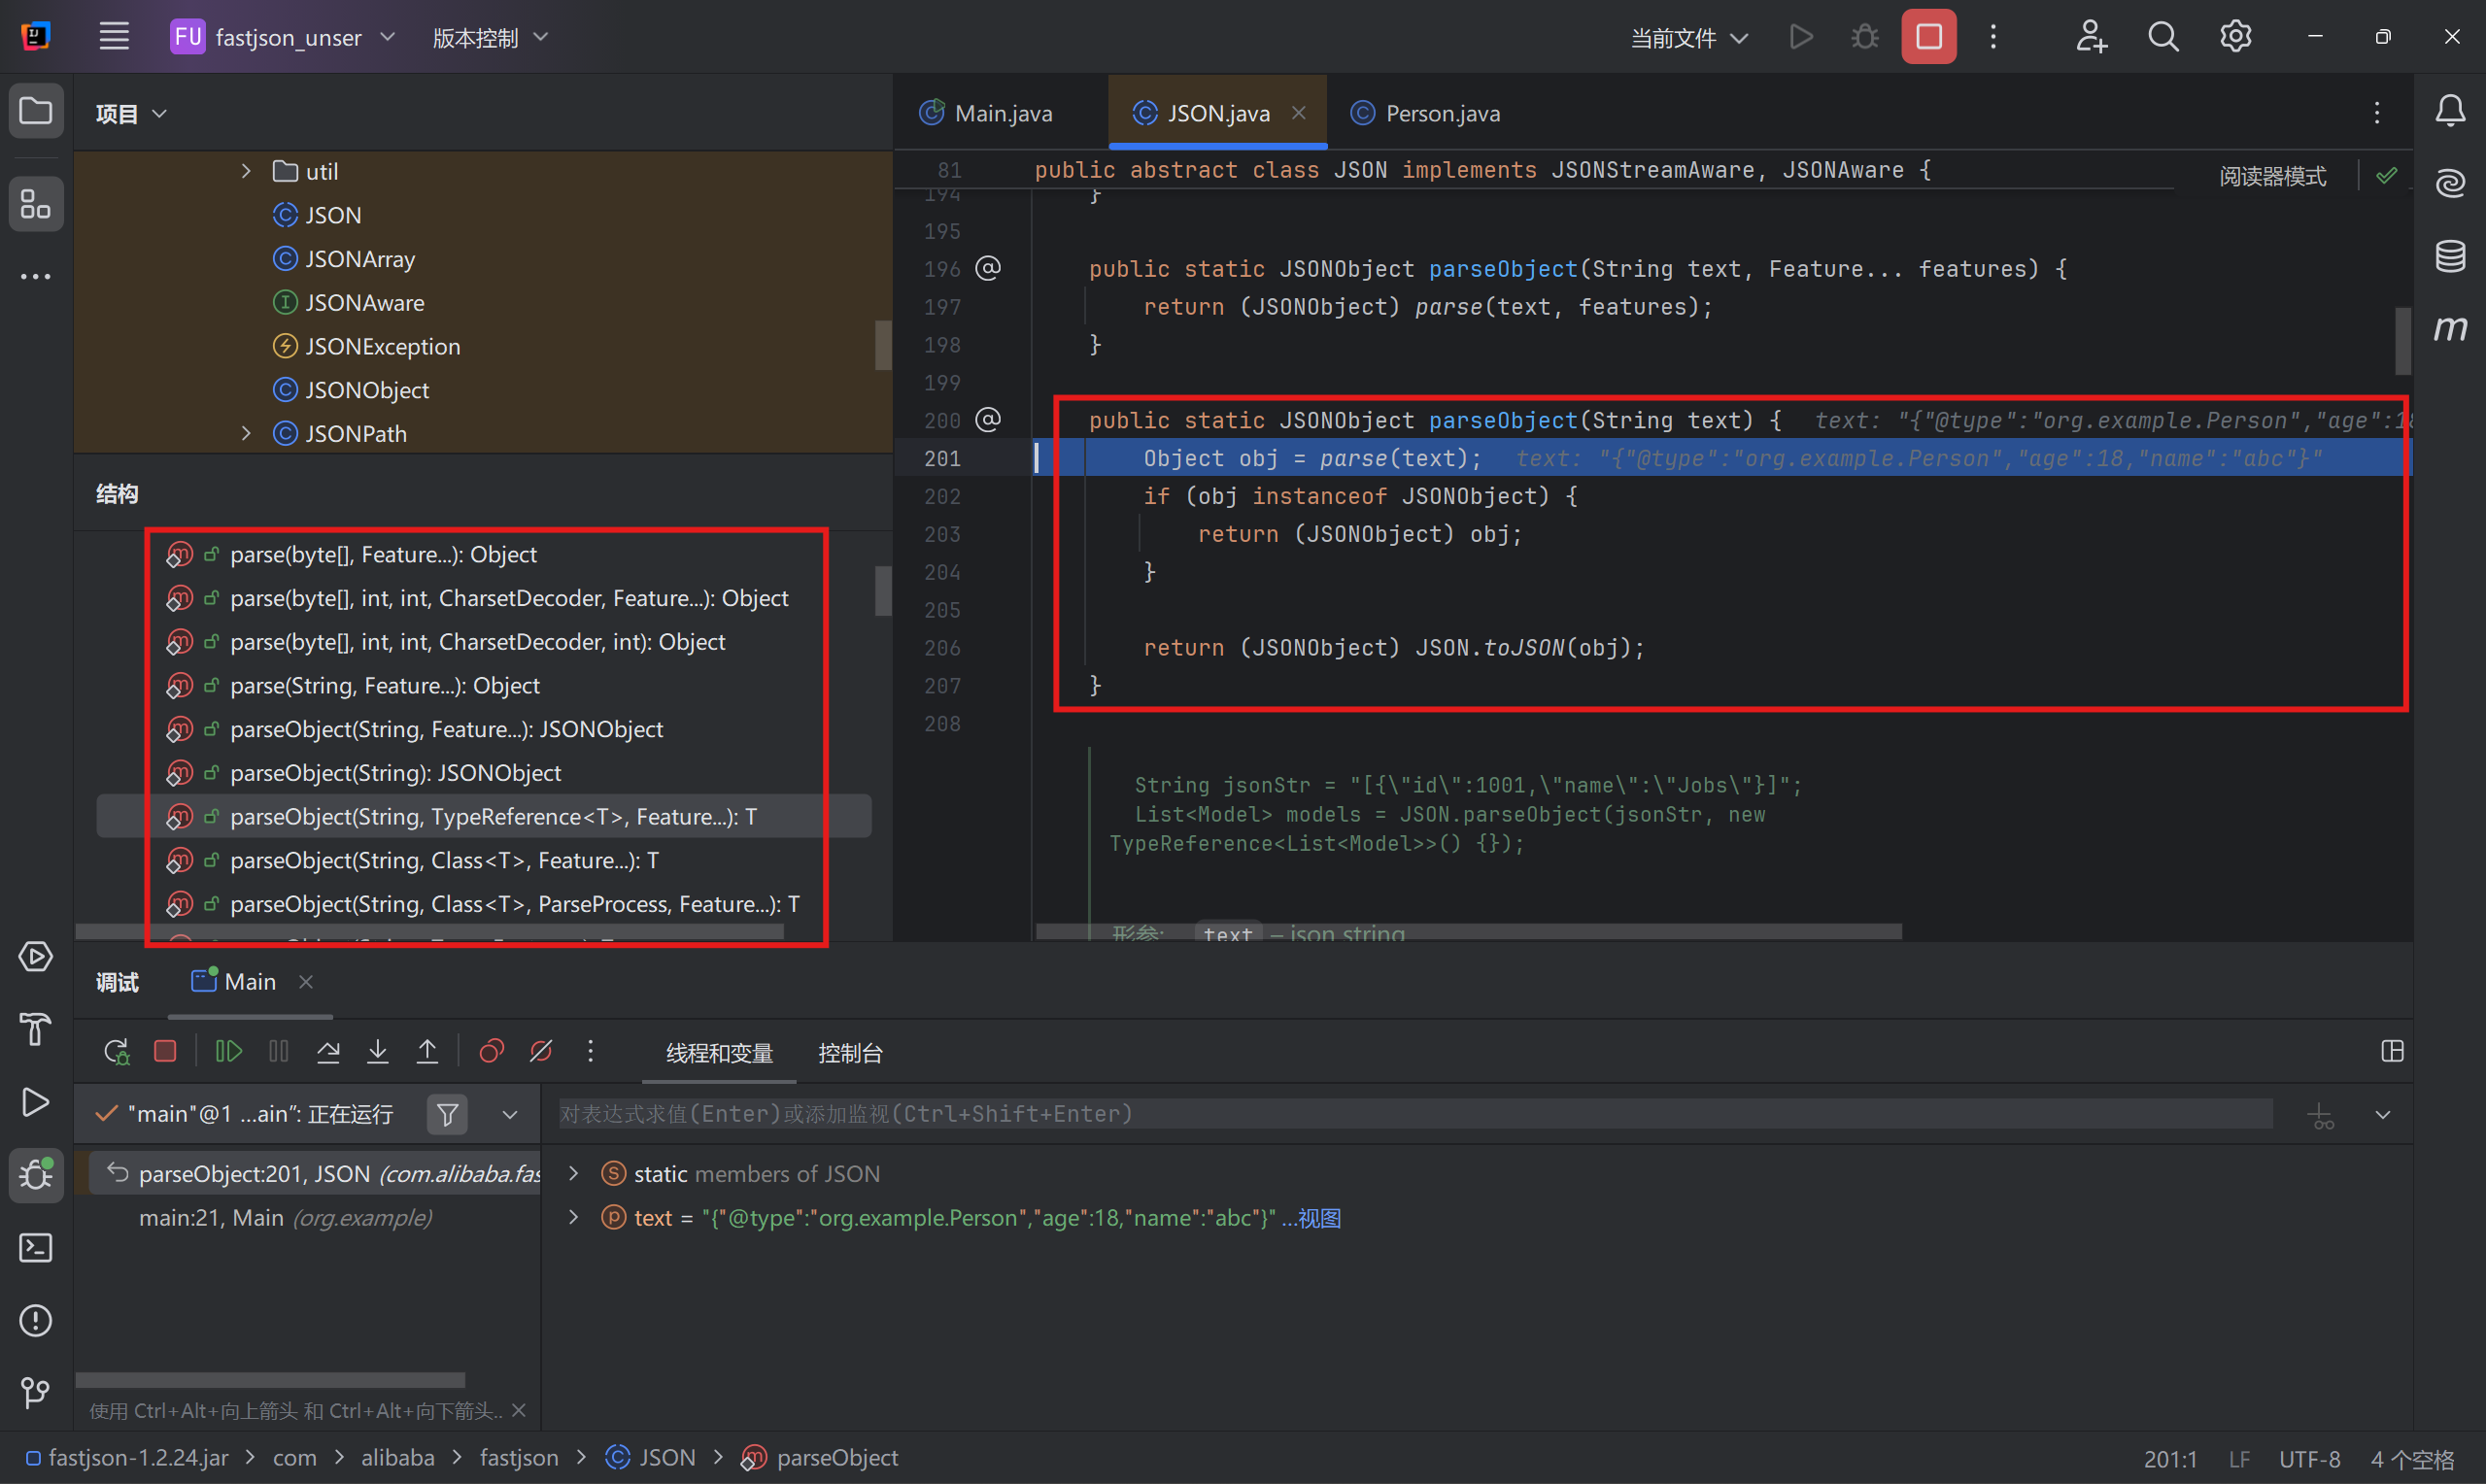 FU fastjson_unser 版本控制 当前文件
项目
util
JSON
JSONArray
JSONAware
JSONException
JSONObject
JSONPath
结构
parse(byte[], Feature...): Object
parse(byte[], int, int, CharsetDecoder, Feature...): Object
parse(byte[], int, int, CharsetDecoder, int): Object
parse(String, Feature...): Object
parseObject(String, Feature...): JSONObject
parseObject(String): JSONObject
parseObject(String, TypeReference<T>, Feature...): T
parseObject(String, Class<T>, Feature...): T
parseObject(String, Class<T>, ParseProcess, Feature...): T
Main.java JSON.java Person.java
81 public abstract class JSON implements JSONStreamAware, JSONAware {
阅读器模式
194 }
195
196 @ public static JSONObject parseObject(String text, Feature... features) {
197 return (JSONObject) parse(text, features);
198 }
199
200 @ public static JSONObject parseObject(String text) { text: "{"@type":"org.example.Person","age":18
201 Object obj = parse(text); text: "{"@type":"org.example.Person","age":18,"name":"abc"}"
202 if (obj instanceof JSONObject) {
203 return (JSONObject) obj;
204 }
205
206 return (JSONObject) JSON.toJSON(obj);
207 }
208
String jsonStr = "[{\"id\":1001,\"name\":\"Jobs\"}]";
List<Model> models = JSON.parseObject(jsonStr, new
TypeReference<List<Model>>() {});
形参: text – json string
调试 Main
线程和变量 控制台
"main"@1 ...ain": 正在运行
对表达式求值(Enter)或添加监视(Ctrl+Shift+Enter)
parseObject:201, JSON (com.alibaba.fas
main:21, Main (org.example)
static members of JSON
text = "{"@type":"org.example.Person","age":18,"name":"abc"}" ...视图
使用 Ctrl+Alt+向上箭头 和 Ctrl+Alt+向下箭头..
fastjson-1.2.24.jar > com > alibaba > fastjson > JSON > parseObject
201:1 LF UTF-8 4 个空格